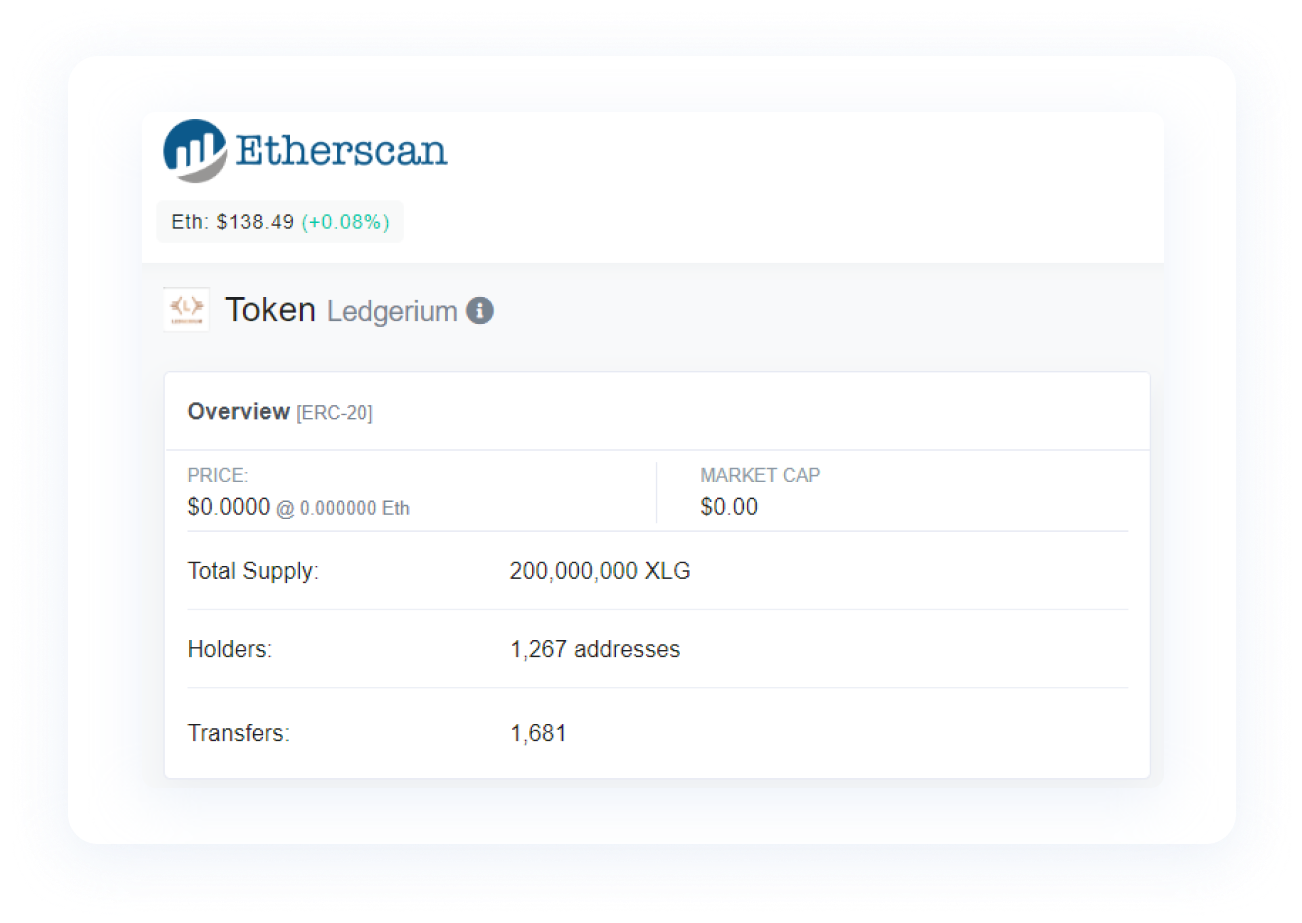 Etherscan
Eth: $138.49 (+0.08%)
Token Ledgerium
Overview [ERC-20]
PRICE:
$0.0000 @ 0.000000 Eth
MARKET CAP
$0.00
Total Supply: 200,000,000 XLG
Holders: 1,267 addresses
Transfers: 1,681